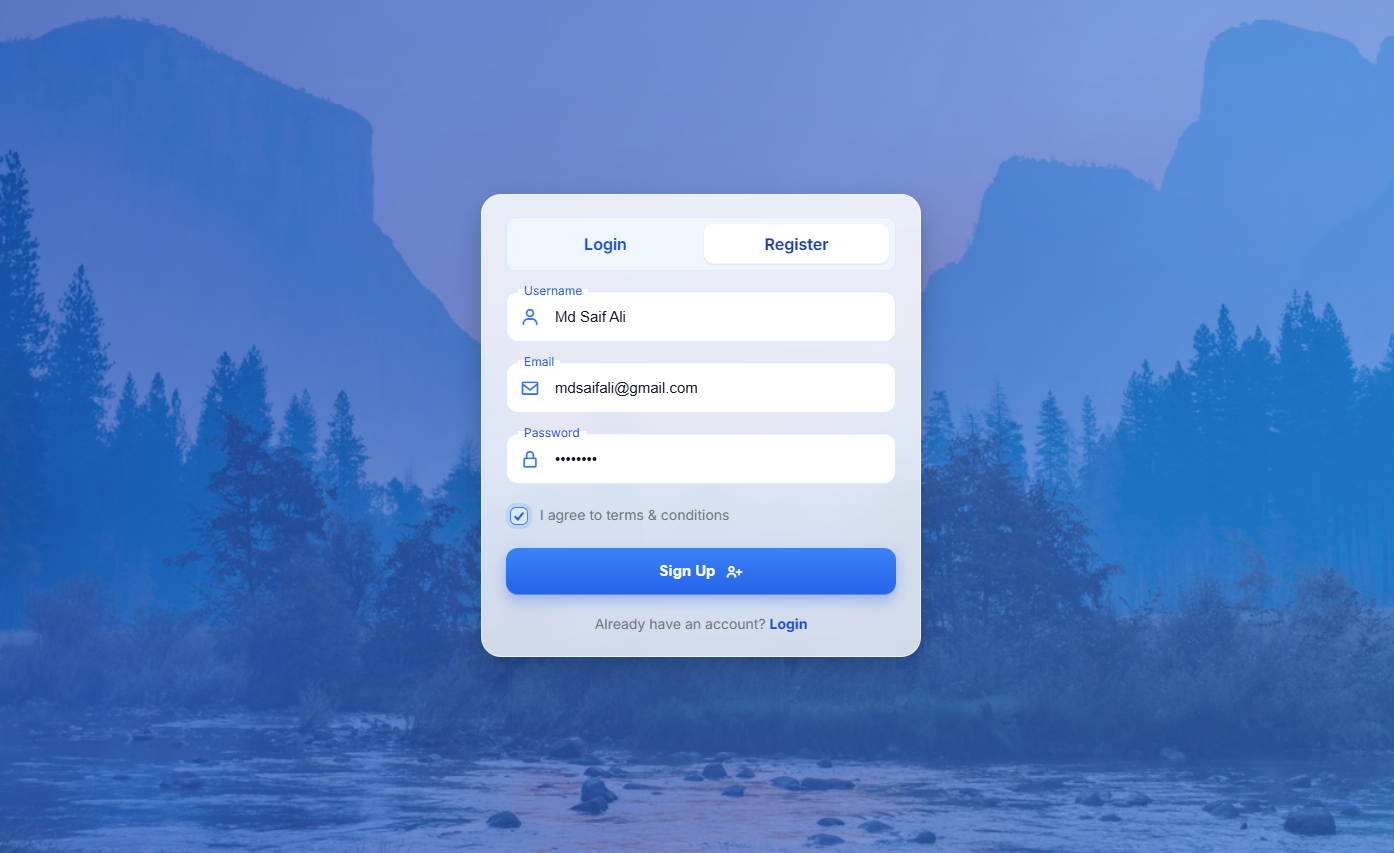 Login Register
Username
Md Saif Ali
Email
mdsaifali@gmail.com
Password
••••••••
I agree to terms & conditions
Sign Up
Already have an account? Login